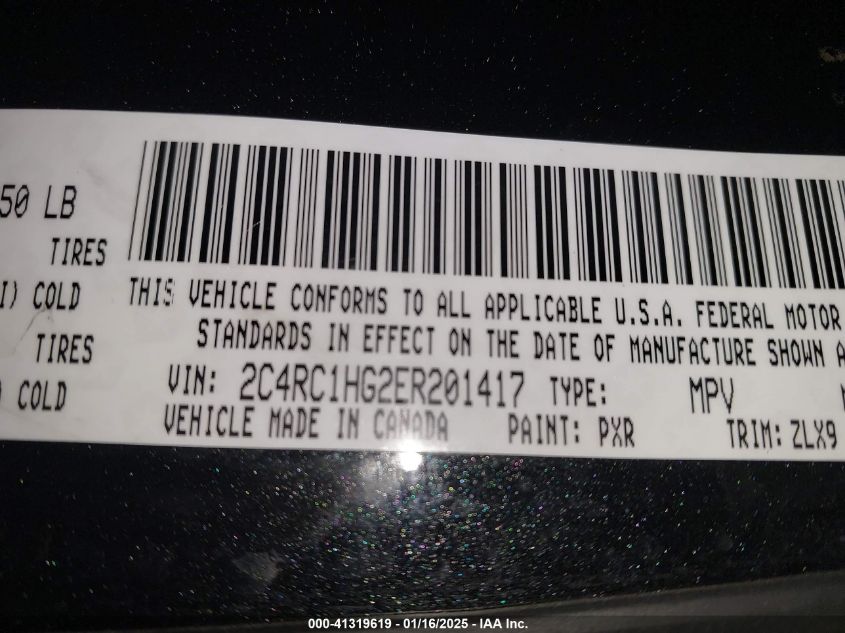 50 LB
TIRES
I) COLD
TIRES
) COLD
THIS VEHICLE CONFORMS TO ALL APPLICABLE U.S.A. FEDERAL MOTOR
STANDARDS IN EFFECT ON THE DATE OF MANUFACTURE SHOWN A
VIN: 2C4RC1HG2ER201417 TYPE: MPV
VEHICLE MADE IN CANADA PAINT: PXR TRIM: ZLX9
000-41319619 - 01/16/2025 - IAA Inc.